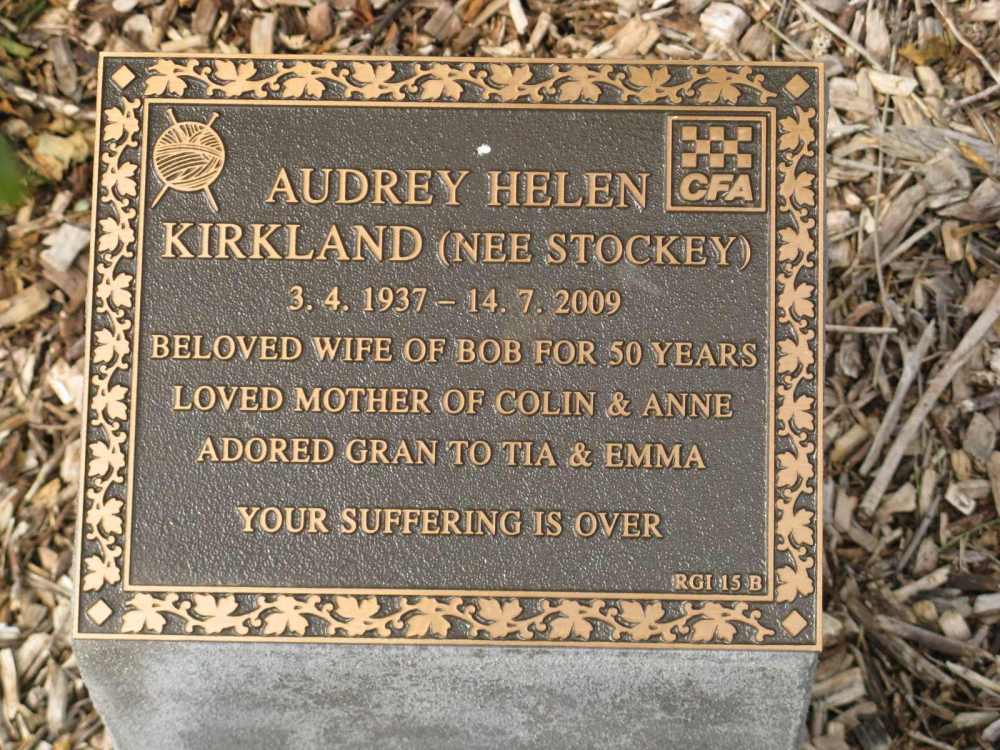 AUDREY HELEN
CFA
KIRKLAND (NEE STOCKEY)
3. 4. 1937 – 14. 7. 2009
BELOVED WIFE OF BOB FOR 50 YEARS
LOVED MOTHER OF COLIN & ANNE
ADORED GRAN TO TIA & EMMA
YOUR SUFFERING IS OVER
RGI 15 B